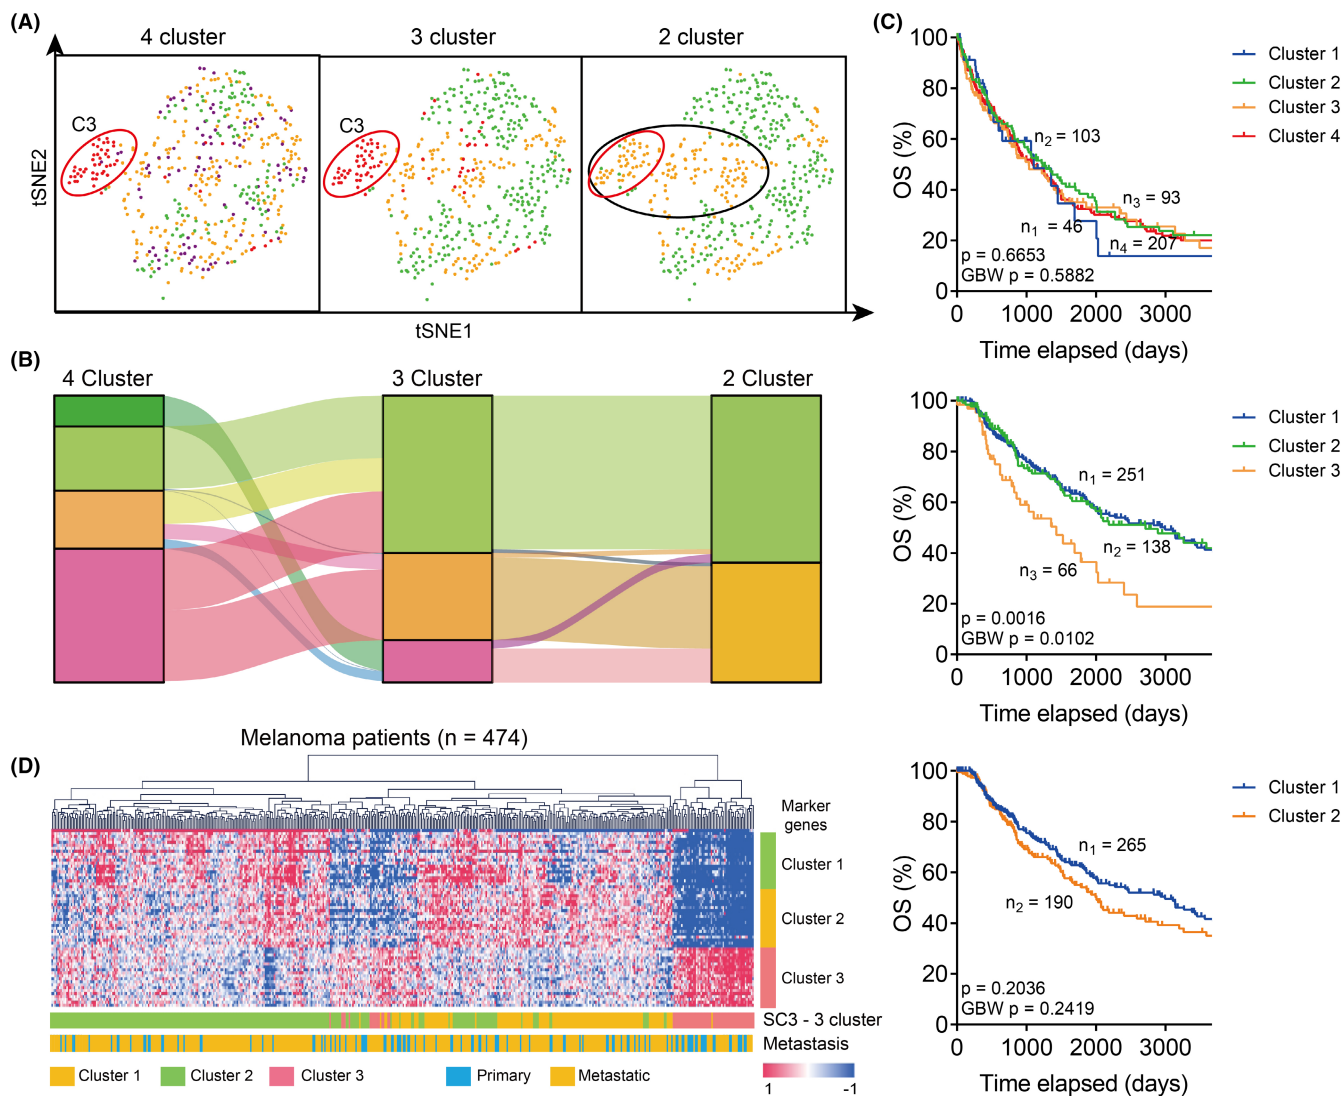 (A)
4 cluster
3 cluster
2 cluster
C3
C3
tSNE2
tSNE1
(B)
4 Cluster
3 Cluster
2 Cluster
(C)
100
80
60
40
20
0
OS (%)
n2 = 103
n3 = 93
n1 = 46
n4 = 207
p = 0.6653
GBW p = 0.5882
0 1000 2000 3000
Time elapsed (days)
Cluster 1
Cluster 2
Cluster 3
Cluster 4
100
80
60
40
20
0
OS (%)
n1 = 251
n2 = 138
n3 = 66
p = 0.0016
GBW p = 0.0102
0 1000 2000 3000
Time elapsed (days)
Cluster 1
Cluster 2
Cluster 3
100
80
60
40
20
0
OS (%)
n1 = 265
n2 = 190
p = 0.2036
GBW p = 0.2419
0 1000 2000 3000
Time elapsed (days)
Cluster 1
Cluster 2
(D)
Melanoma patients (n = 474)
Marker
genes
Cluster 1
Cluster 2
Cluster 3
SC3 - 3 cluster
Metastasis
Cluster 1
Cluster 2
Cluster 3
Primary
Metastatic
1 -1